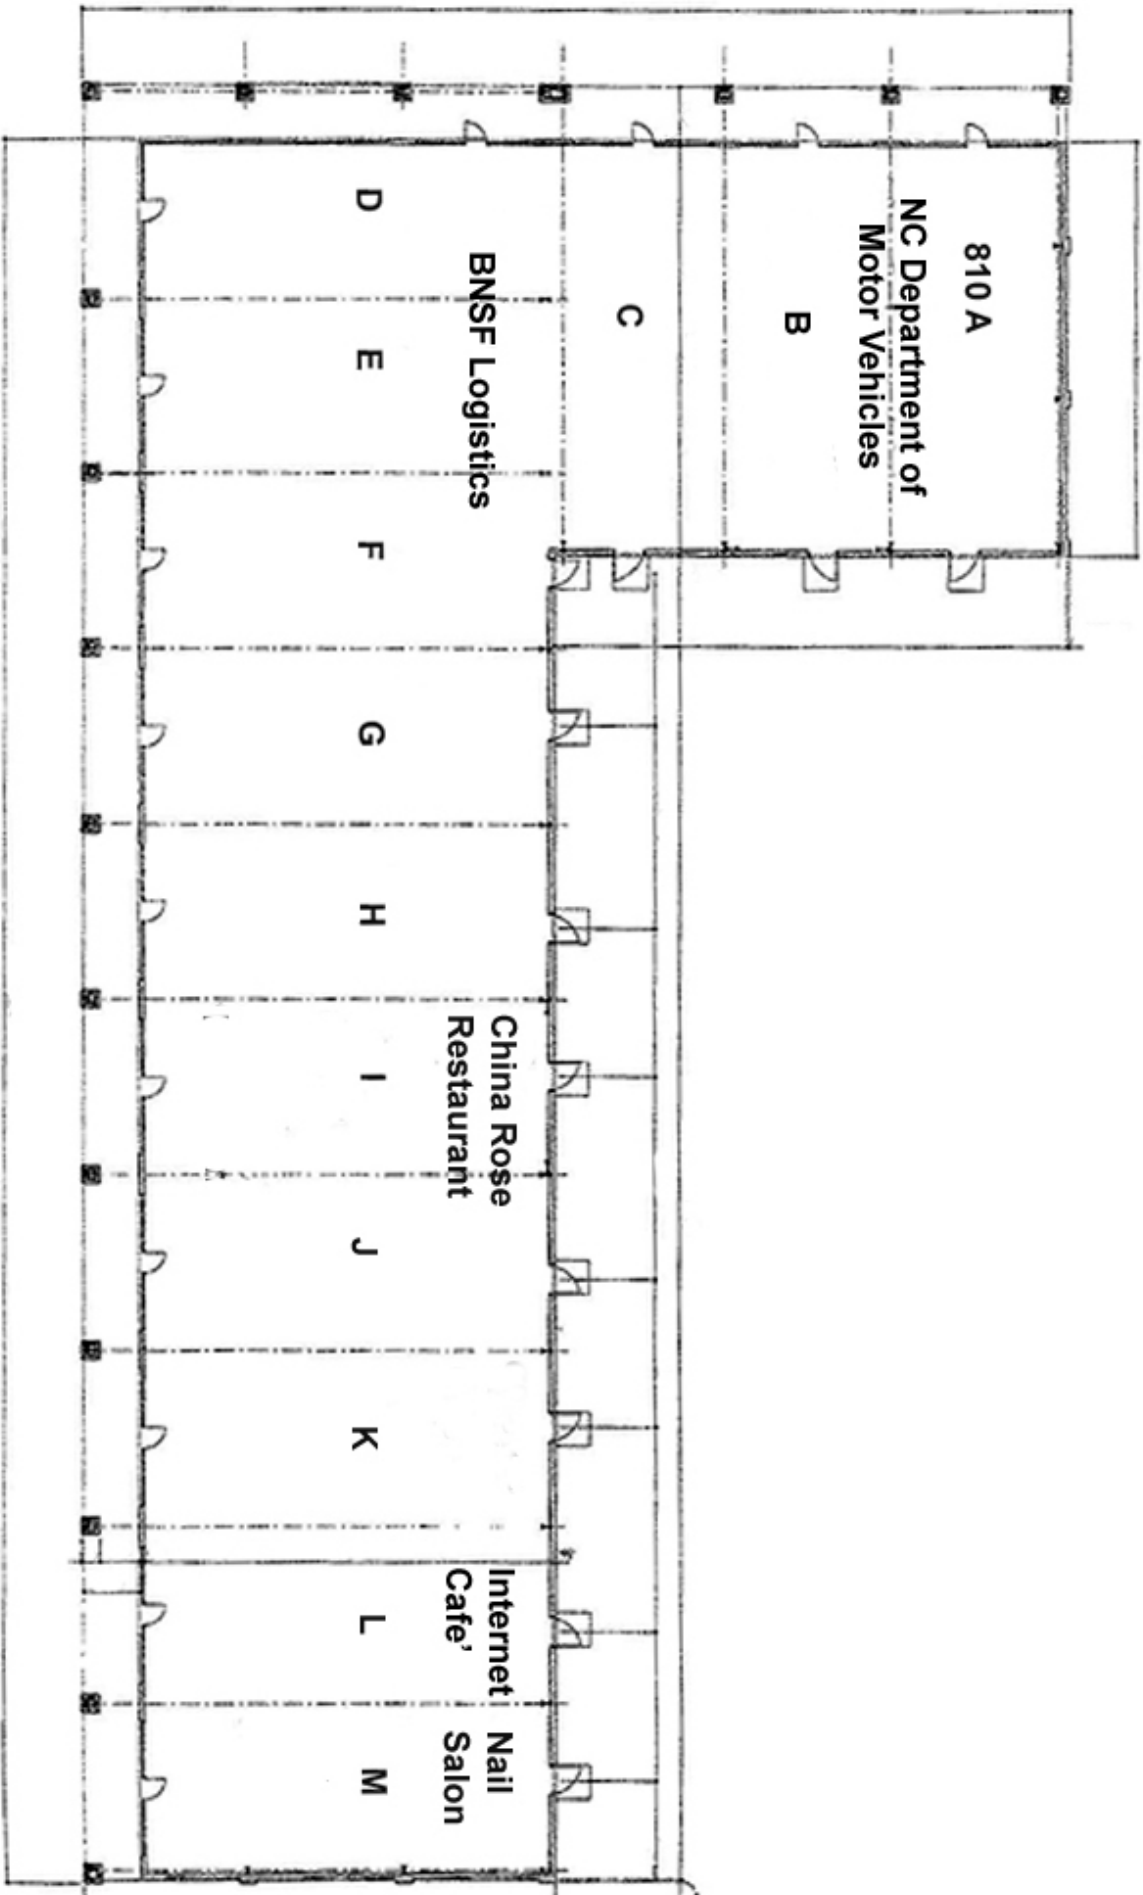 810 A
NC Department of
Motor Vehicles
B
C
BNSF Logistics
D
E
F
G
H
China Rose
Restaurant
I
J
K
Internet
Cafe'
L
Nail
Salon
M